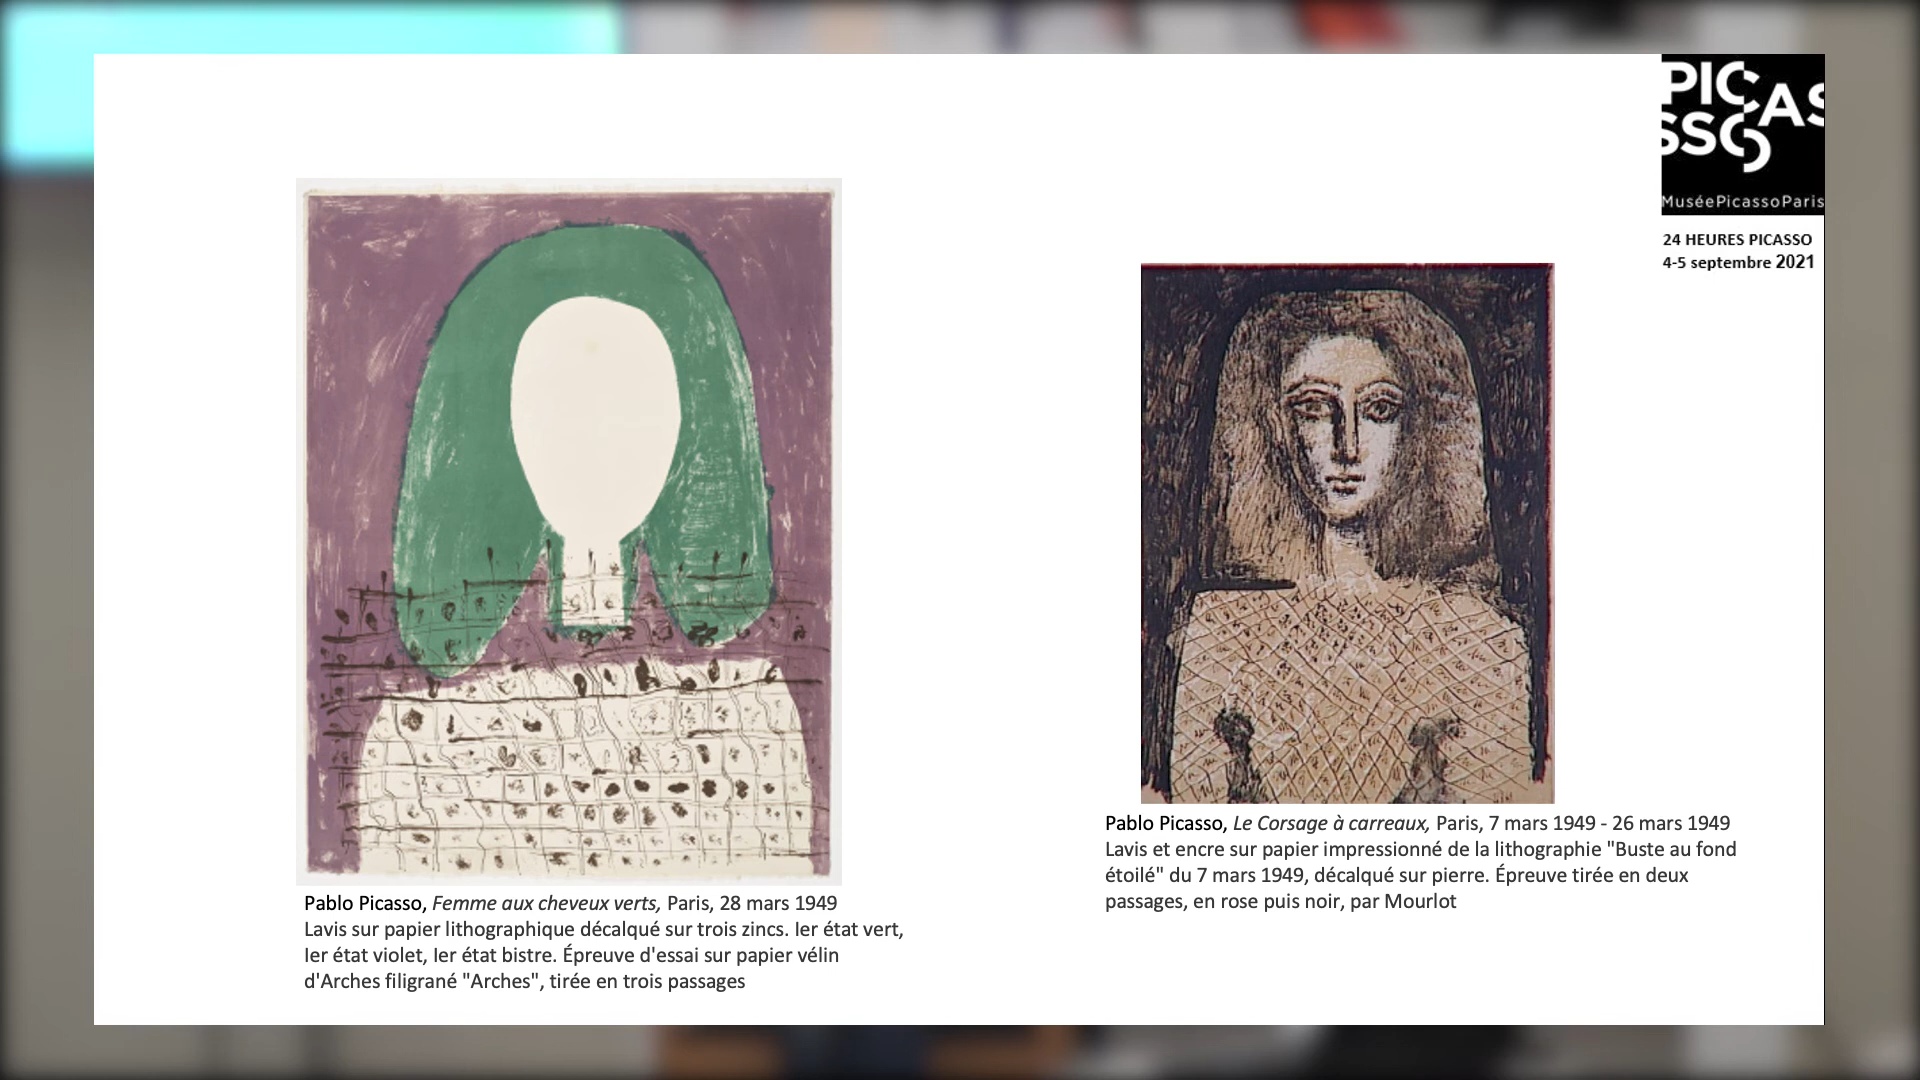 PIC
CAS
SSO
MuséePicassoParis
24 HEURES PICASSO
4-5 septembre 2021
Pablo Picasso, Femme aux cheveux verts, Paris, 28 mars 1949
Lavis sur papier lithographique décalqué sur trois zincs. Ier état vert,
Ier état violet, Ier état bistre. Épreuve d'essai sur papier vélin
d'Arches filigrané "Arches", tirée en trois passages
Pablo Picasso, Le Corsage à carreaux, Paris, 7 mars 1949 - 26 mars 1949
Lavis et encre sur papier impressionné de la lithographie "Buste au fond
étoilé" du 7 mars 1949, décalqué sur pierre. Épreuve tirée en deux
passages, en rose puis noir, par Mourlot